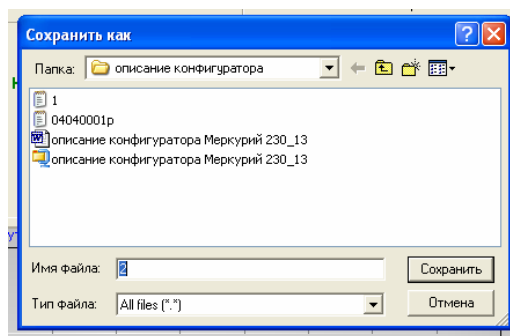 Сохранить как
Папка: описание конфигуратора
1
04040001p
описание конфигуратора Меркурий 230_13
описание конфигуратора Меркурий 230_13
Имя файла: 2 Сохранить
Тип файла: All files (*.*) Отмена